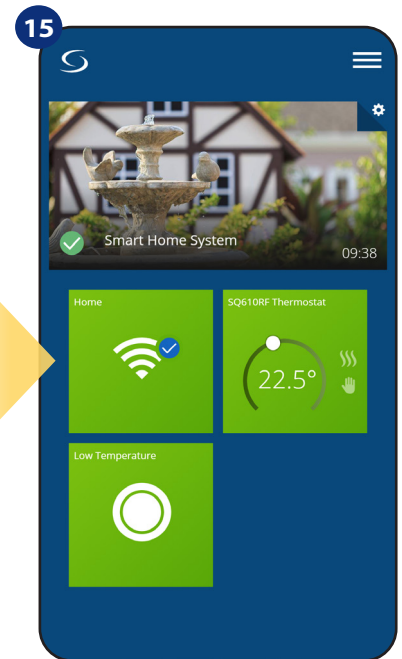 15
Smart Home System
09:38
Home
SQ610RF Thermostat
22.5°
Low Temperature